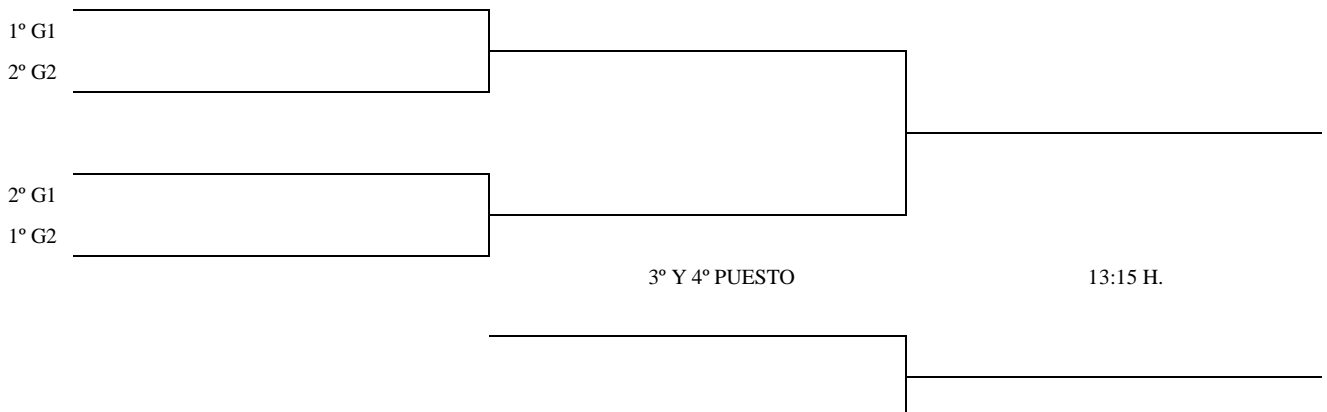 1º G1
2º G2
2º G1
1º G2
3º Y 4º PUESTO 13:15 H.